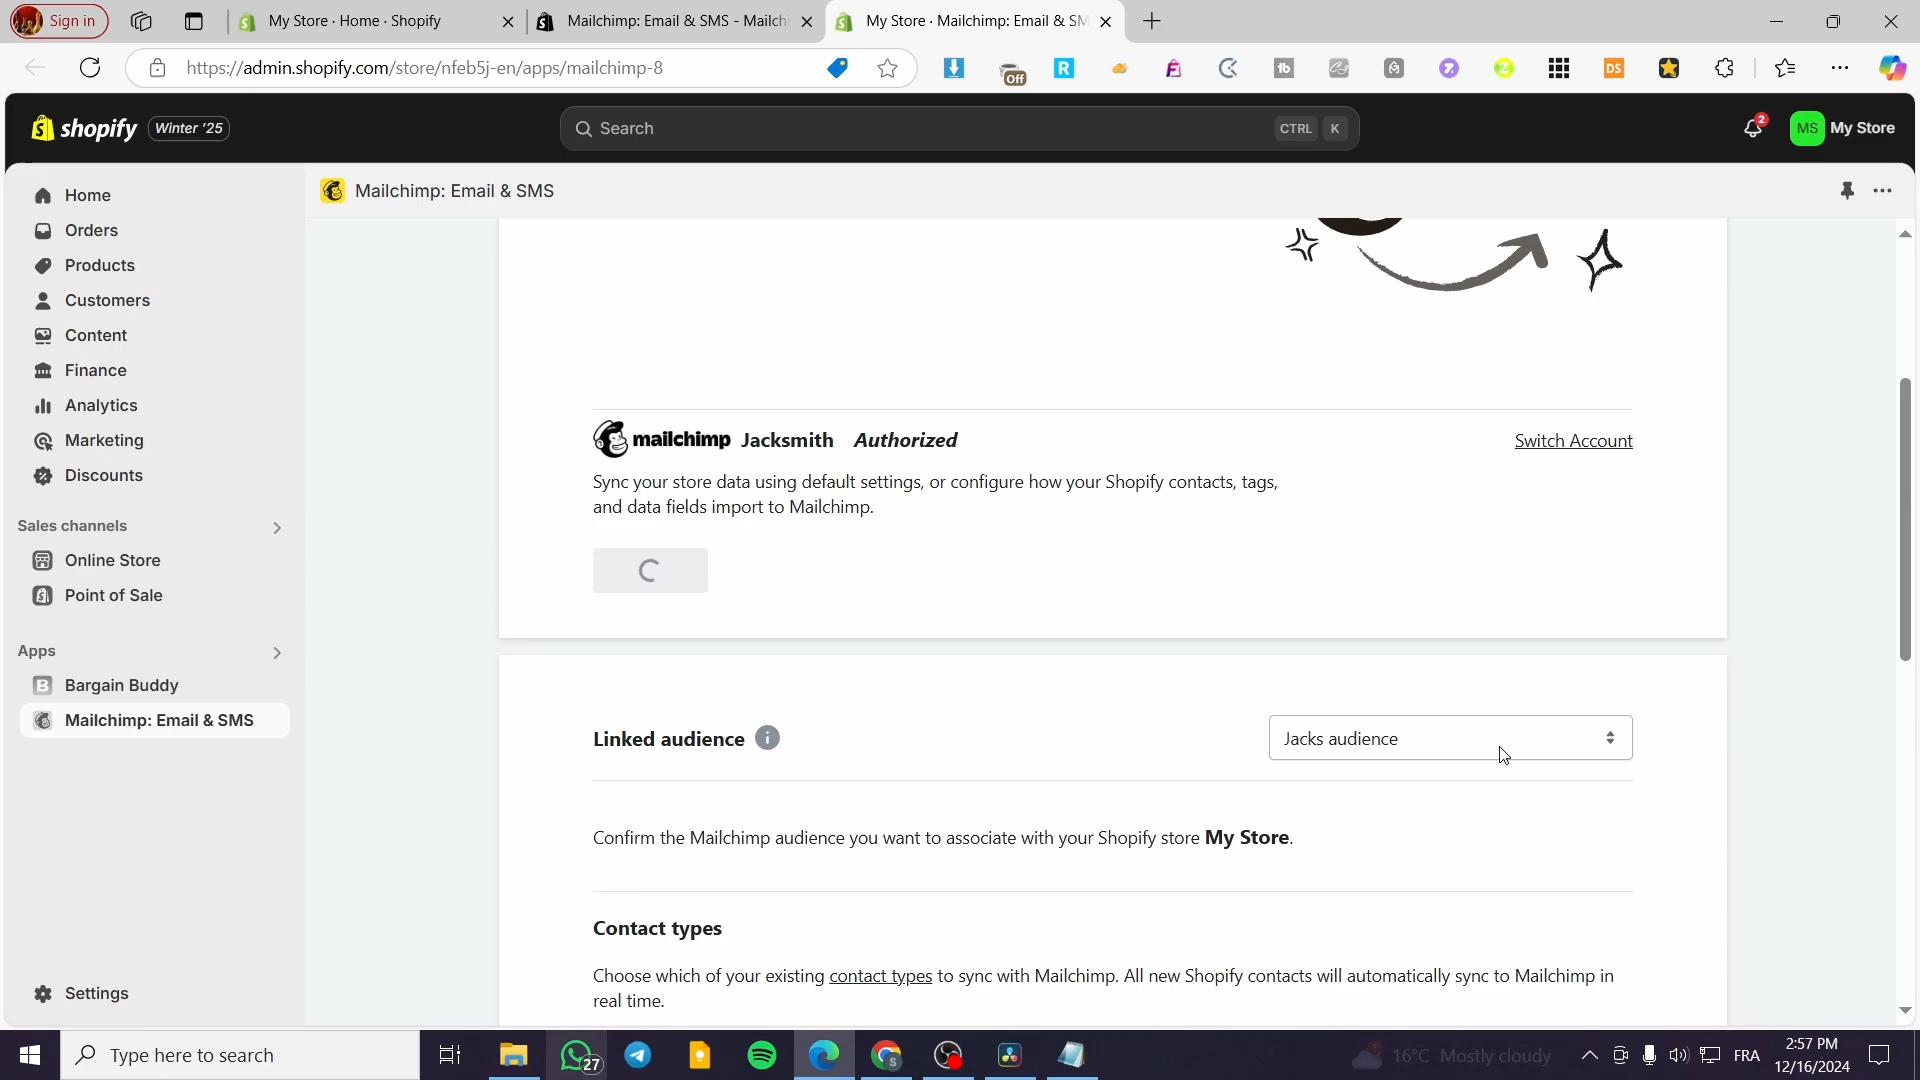 Sign in
My Store · Home · Shopify
Mailchimp: Email & SMS - Mailchi
My Store · Mailchimp: Email & SM
https://admin.shopify.com/store/nfeb5j-en/apps/mailchimp-8
Off
DS
shopify
Winter '25
Search
CTRL
K
2
MS
My Store
Home
Orders
Products
Customers
Content
Finance
Analytics
Marketing
Discounts
Sales channels
Online Store
Point of Sale
Apps
Bargain Buddy
Mailchimp: Email & SMS
Settings
Mailchimp: Email & SMS
mailchimp Jacksmith Authorized
Switch Account
Sync your store data using default settings, or configure how your Shopify contacts, tags,
and data fields import to Mailchimp.
Linked audience
Jacks audience
Confirm the Mailchimp audience you want to associate with your Shopify store My Store.
Contact types
Choose which of your existing contact types to sync with Mailchimp. All new Shopify contacts will automatically sync to Mailchimp in
real time.
Type here to search
27
16°C Mostly cloudy
FRA
2:57 PM
12/16/2024